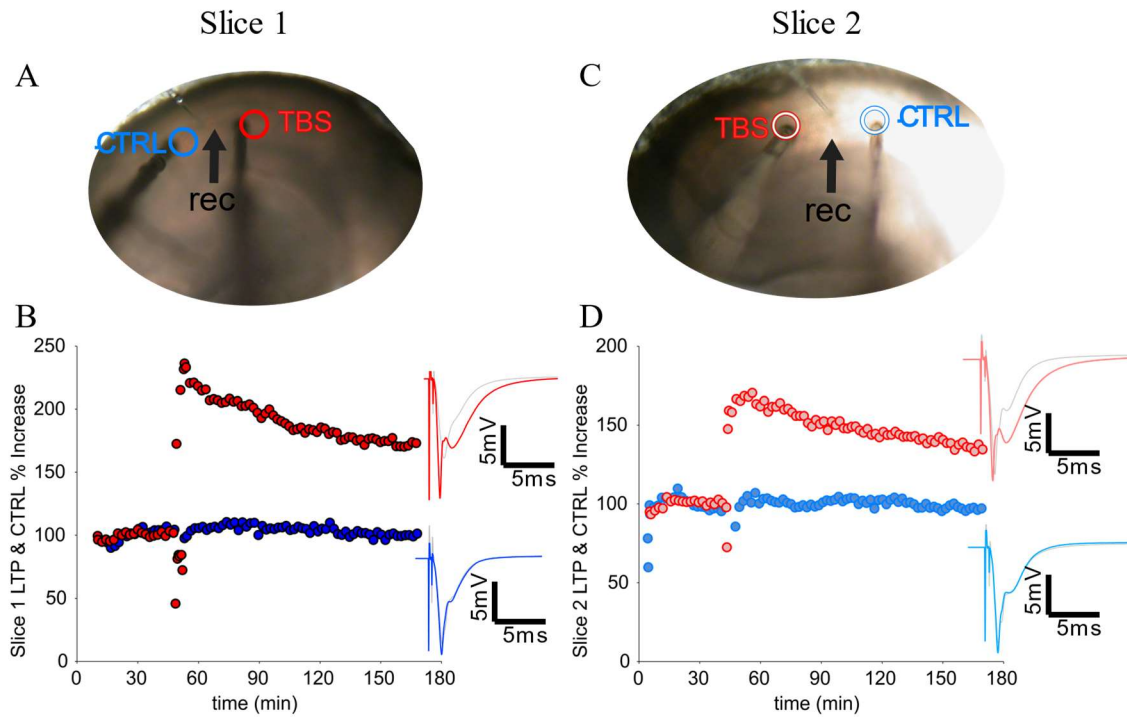 Slice 1
Slice 2
A
CTRL
TBS
rec
C
TBS
CTRL
rec
B
Slice 1 LTP & CTRL % Increase
250
200
150
100
50
0
0 30 60 90 120 150 180
time (min)
5mV
5ms
5mV
5ms
D
Slice 2 LTP & CTRL % Increase
200
150
100
50
0
0 30 60 90 120 150 180
time (min)
5mV
5ms
5mV
5ms